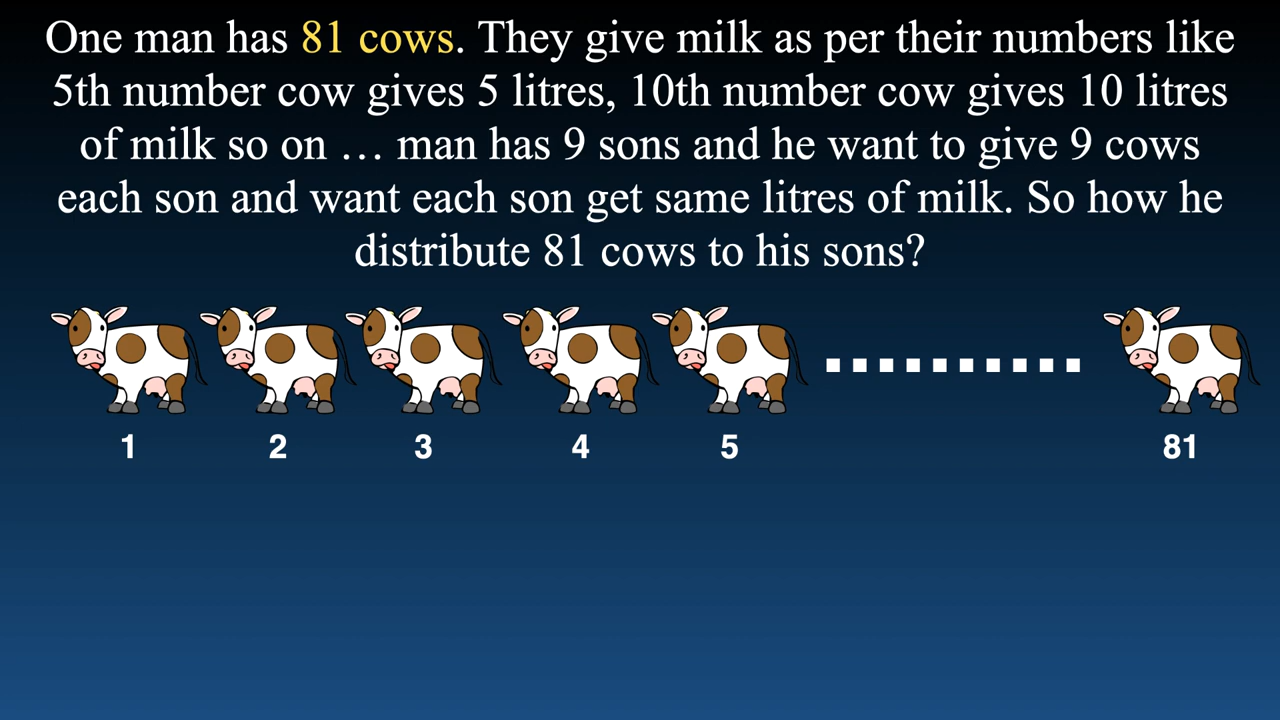 One man has 81 cows. They give milk as per their numbers like
5th number cow gives 5 litres, 10th number cow gives 10 litres
of milk so on … man has 9 sons and he want to give 9 cows
each son and want each son get same litres of milk. So how he
distribute 81 cows to his sons?
1 2 3 4 5 81